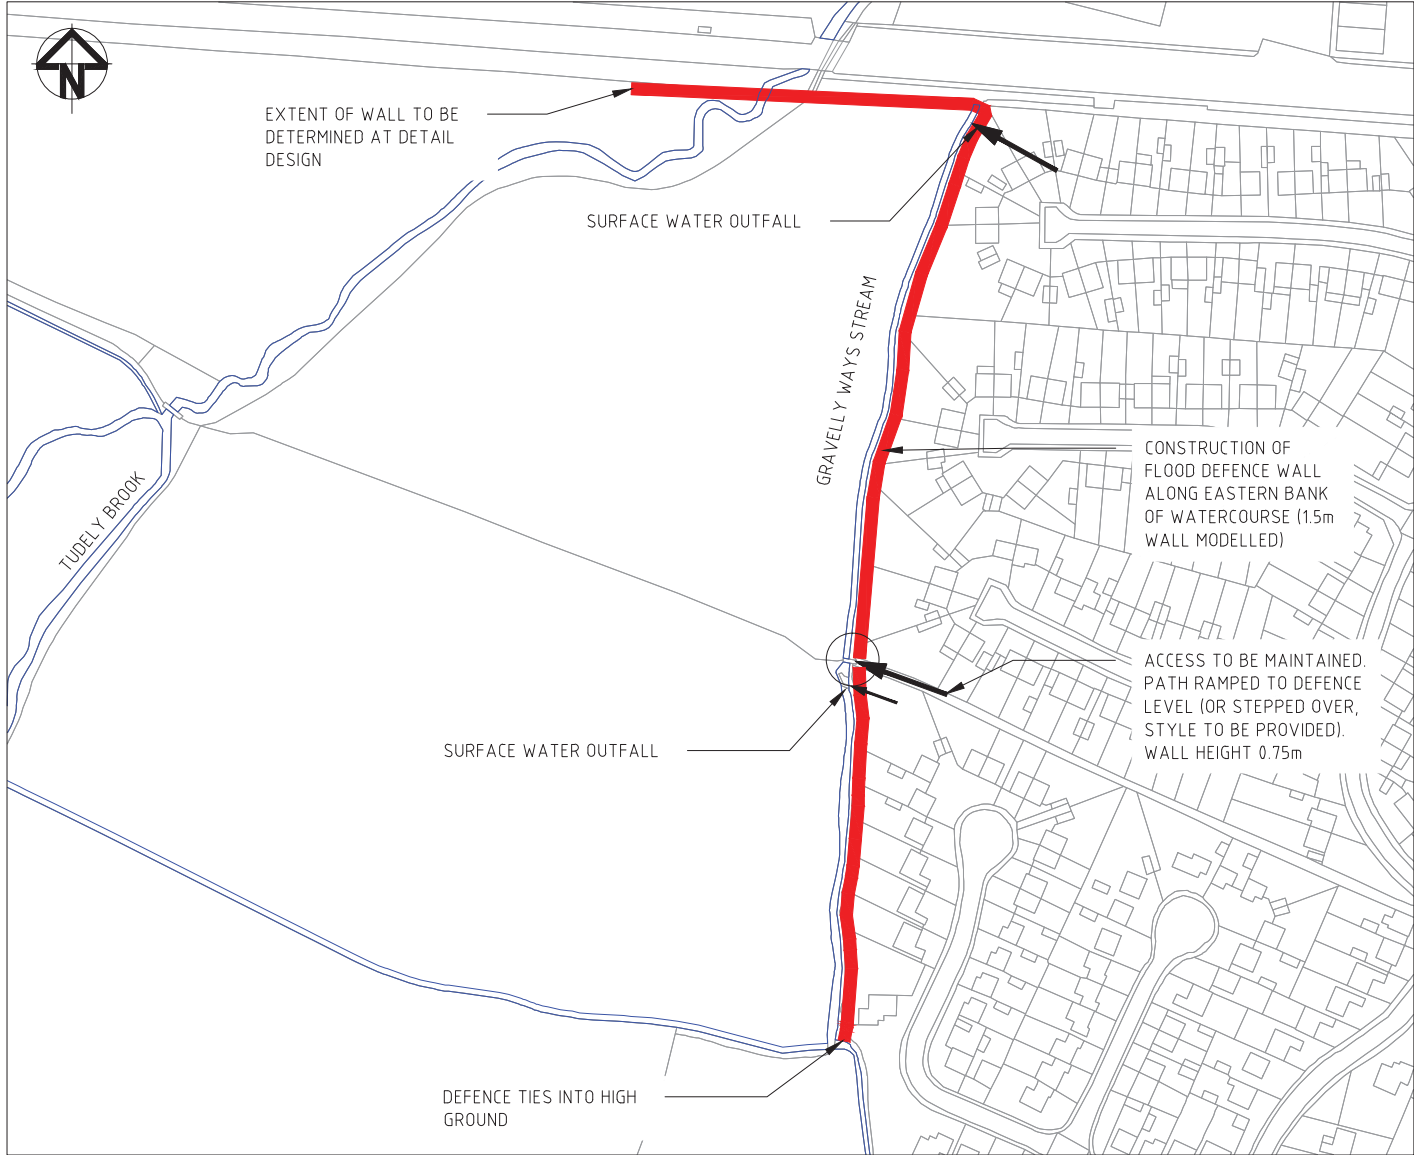 N
EXTENT OF WALL TO BE
DETERMINED AT DETAIL
DESIGN
SURFACE WATER OUTFALL
GRAVELLY WAYS STREAM
CONSTRUCTION OF
FLOOD DEFENCE WALL
ALONG EASTERN BANK
OF WATERCOURSE (1.5m
WALL MODELLED)
TUDELY BROOK
ACCESS TO BE MAINTAINED.
PATH RAMPED TO DEFENCE
LEVEL (OR STEPPED OVER,
STYLE TO BE PROVIDED).
WALL HEIGHT 0.75m
SURFACE WATER OUTFALL
DEFENCE TIES INTO HIGH
GROUND